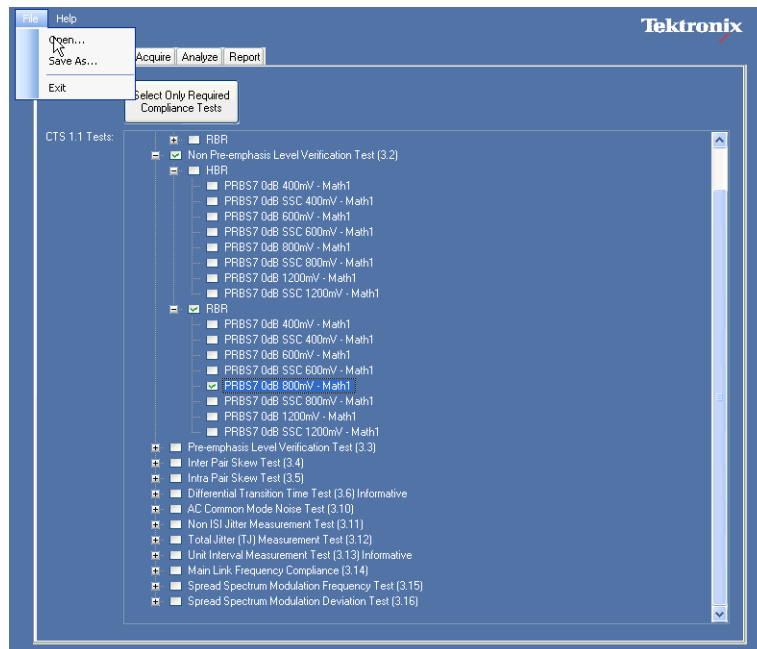 File Help
Tektronix
Open...
Save As...
Exit
Acquire Analyze Report
Select Only Required
Compliance Tests
CTS 1.1 Tests:
RBR
Non Pre-emphasis Level Verification Test (3.2)
HBR
PRBS7 0dB 400mV - Math1
PRBS7 0dB SSC 400mV - Math1
PRBS7 0dB 600mV - Math1
PRBS7 0dB SSC 600mV - Math1
PRBS7 0dB 800mV - Math1
PRBS7 0dB SSC 800mV - Math1
PRBS7 0dB 1200mV - Math1
PRBS7 0dB SSC 1200mV - Math1
RBR
PRBS7 0dB 400mV - Math1
PRBS7 0dB SSC 400mV - Math1
PRBS7 0dB 600mV - Math1
PRBS7 0dB SSC 600mV - Math1
PRBS7 0dB 800mV - Math1
PRBS7 0dB SSC 800mV - Math1
PRBS7 0dB 1200mV - Math1
PRBS7 0dB SSC 1200mV - Math1
Pre-emphasis Level Verification Test (3.3)
Inter Pair Skew Test (3.4)
Intra Pair Skew Test (3.5)
Differential Transition Time Test (3.6) Informative
AC Common Mode Noise Test (3.10)
Non ISI Jitter Measurement Test (3.11)
Total Jitter (TJ) Measurement Test (3.12)
Unit Interval Measurement Test (3.13) Informative
Main Link Frequency Compliance (3.14)
Spread Spectrum Modulation Frequency Test (3.15)
Spread Spectrum Modulation Deviation Test (3.16)